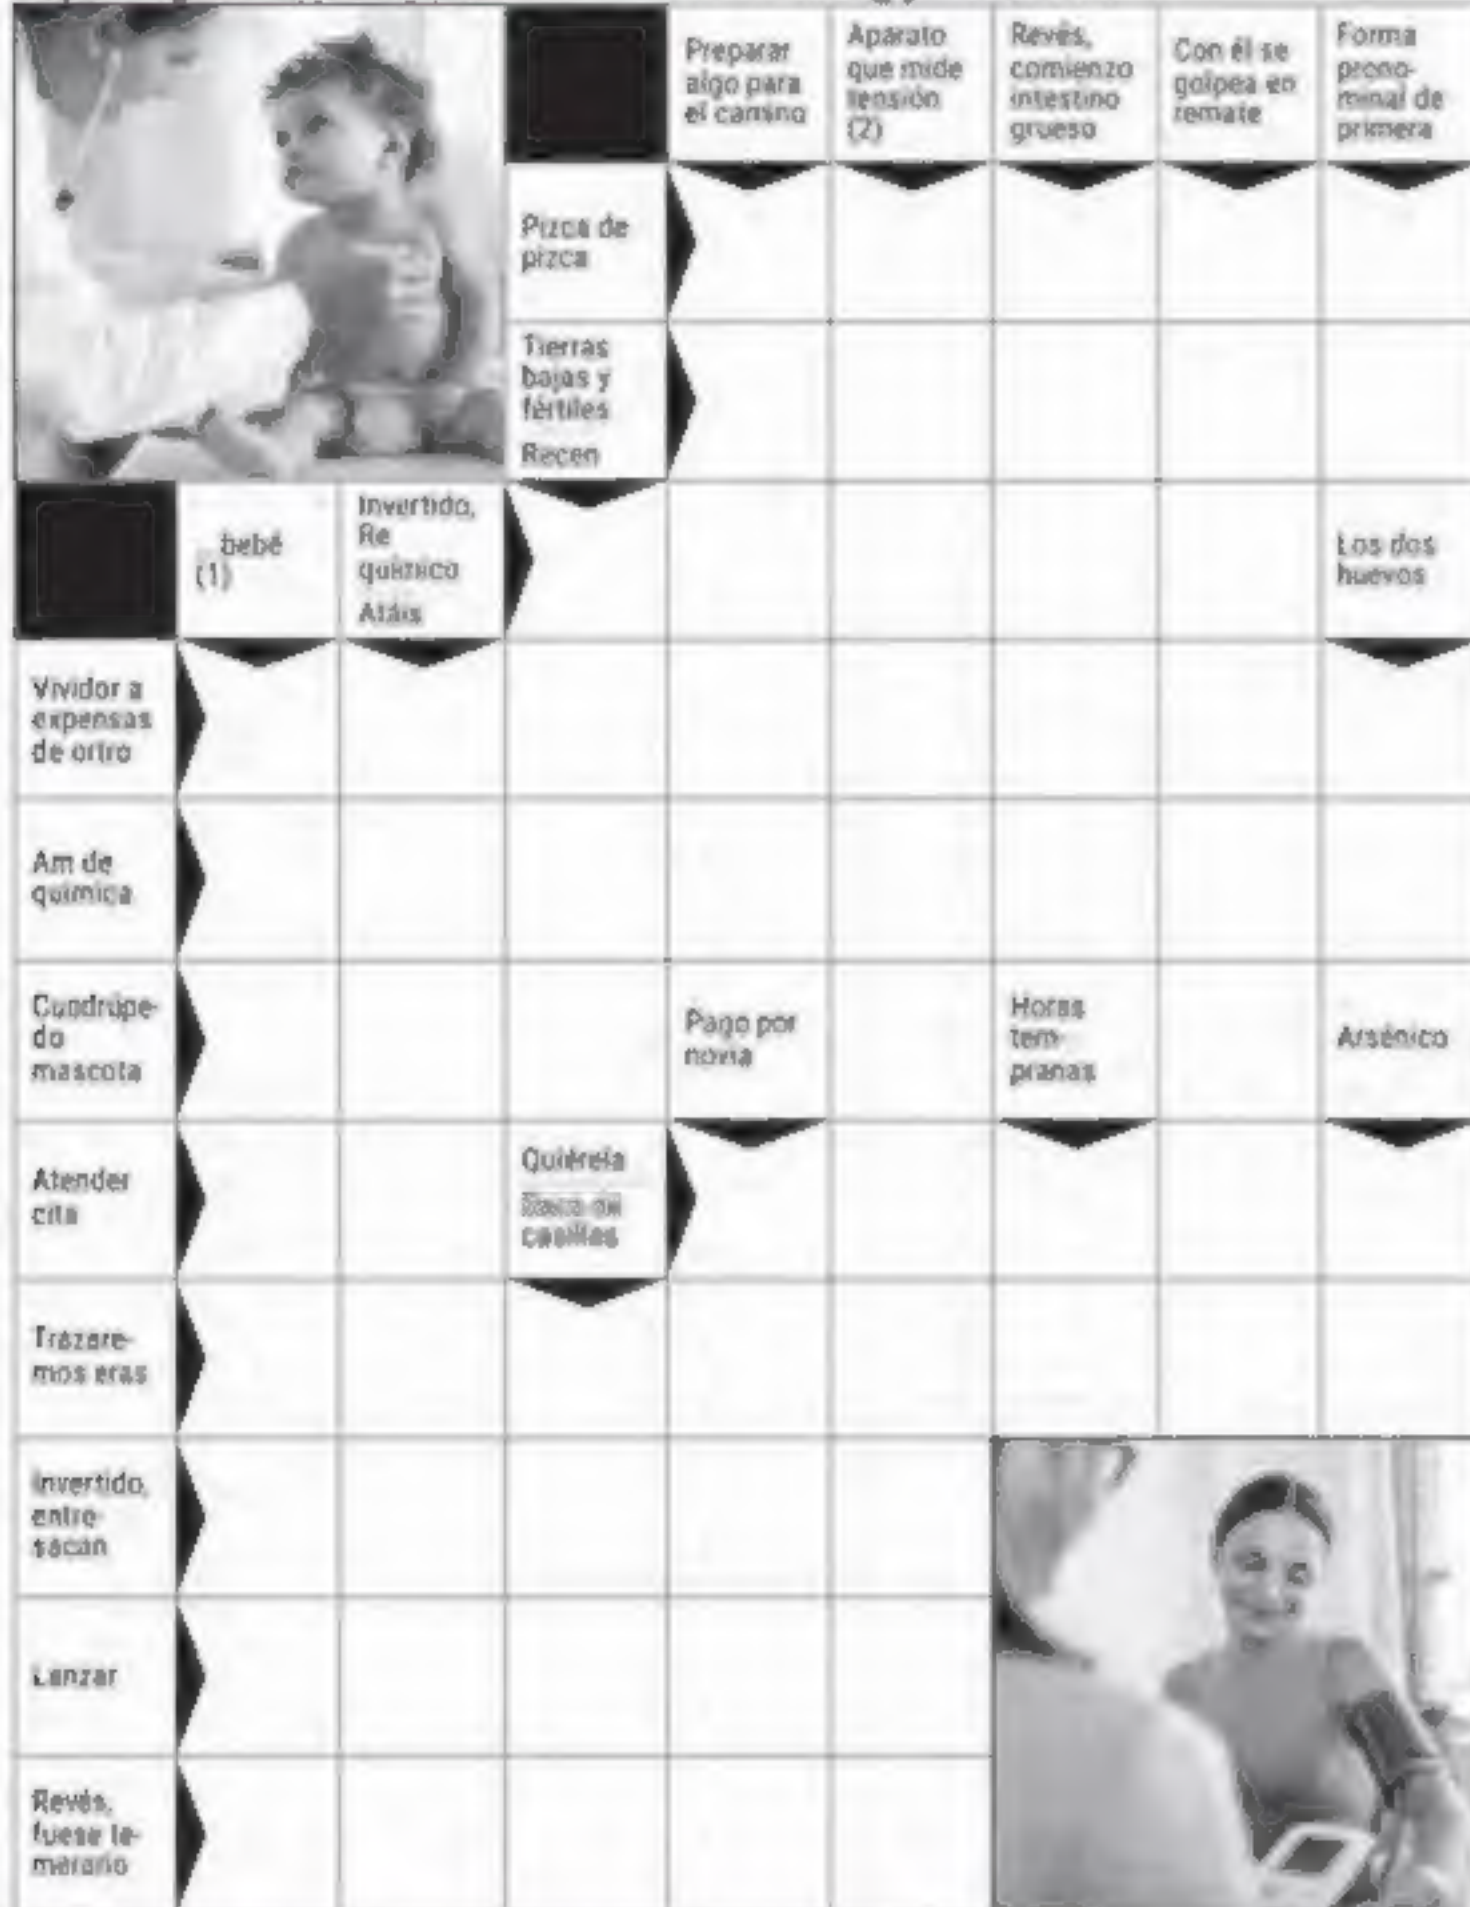 Preparar
algo para
el camino
Aparato
que mide
tensión
(2)
Revés,
comienzo
intestino
grueso
Con él se
golpea en
remate
Forma
prono-
minal de
primera
Pizca de
pizca
Tierras
bajas y
fértiles
Recen
_bebé
(1)
Invertido,
Re
químico
Atáis
Los dos
huevos
Vividor a
expensas
de ortro
Am de
química
Cuadrúpe-
do
mascota
Pago por
novia
Horas
tem-
pranas
Arsénico
Atender
cita
Quiérela
casillas
Trazare-
mos eras
Invertido,
entre-
sacan
Lanzar
Revés,
fuese te-
merario